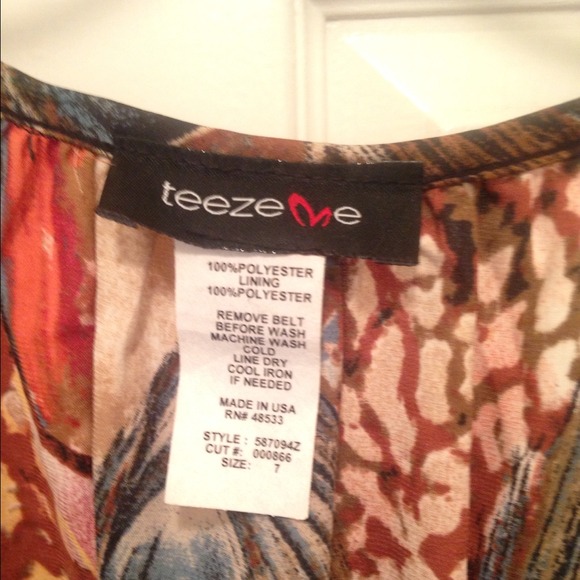 teezeme
100%POLYESTER
LINING
100%POLYESTER
REMOVE BELT
BEFORE WASH
MACHINE WASH
COLD
LINE DRY
COOL IRON
IF NEEDED
MADE IN USA
RN# 48533
STYLE : 587094Z
CUT #: 000866
SIZE: 7